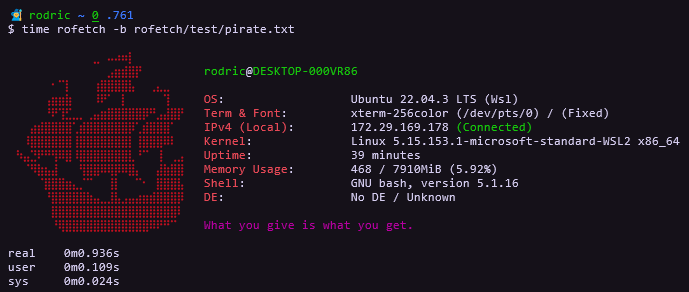 rodric ~ 0 .761
$ time rofetch -b rofetch/test/pirate.txt
rodric@DESKTOP-000VR86
OS: Ubuntu 22.04.3 LTS (Wsl)
Term & Font: xterm-256color (/dev/pts/0) / (Fixed)
IPv4 (Local): 172.29.169.178 (Connected)
Kernel: Linux 5.15.153.1-microsoft-standard-WSL2 x86_64
Uptime: 39 minutes
Memory Usage: 468 / 7910MiB (5.92%)
Shell: GNU bash, version 5.1.16
DE: No DE / Unknown
What you give is what you get.
real 0m0.936s
user 0m0.109s
sys 0m0.024s